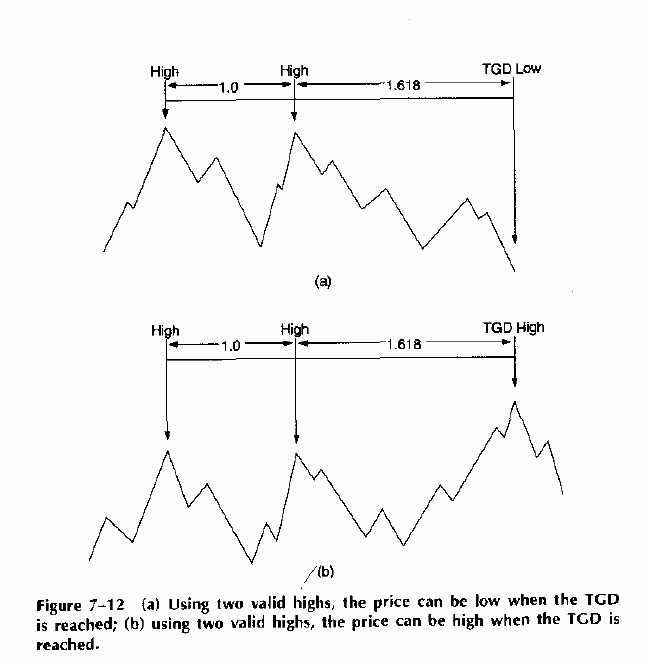 High High TGD Low
1.0 1.618
(a)
High High TGD High
1.0 1.618
(b)
Figure 7–12 (a) Using two valid highs, the price can be low when the TGD
is reached; (b) using two valid highs, the price can be high when the TGD is
reached.